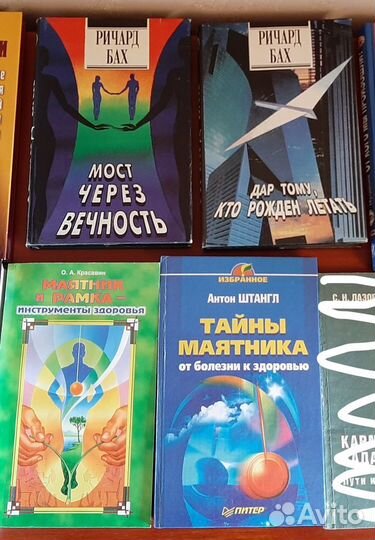 РИЧАРД
БАХ
МОСТ
ЧЕРЕЗ
ВЕЧНОСТЬ
РИЧАРД
БАХ
ДАР ТОМУ,
КТО РОЖДЕН ЛЕТАТЬ
О. А. Красавин
МАЯТНИК
И РАМКА –
ИНСТРУМЕНТЫ ЗДОРОВЬЯ
ИЗБРАННОЕ
Антон ШТАНГЛ
ТАЙНЫ
МАЯТНИКА
от болезни к здоровью
ПИТЕР
С. Н.
Avito